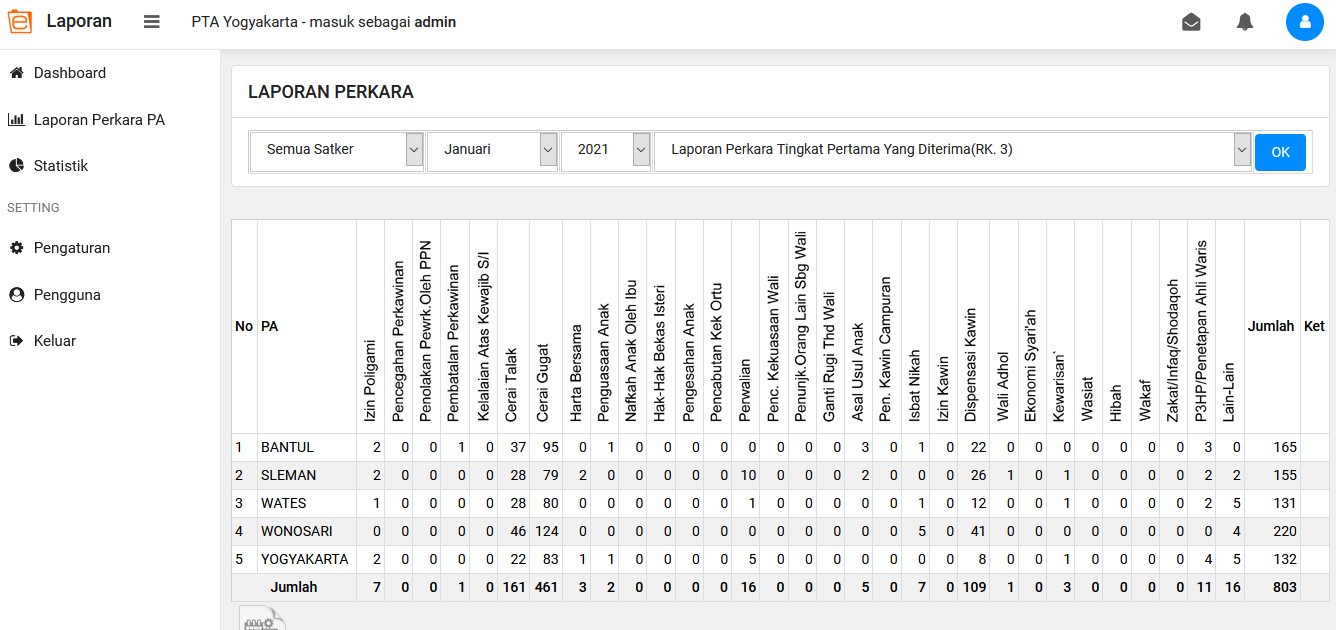 Laporan
PTA Yogyakarta - masuk sebagai admin
Dashboard
Laporan Perkara PA
Statistik
SETTING
Pengaturan
Pengguna
Keluar
LAPORAN PERKARA
Semua Satker Januari 2021 Laporan Perkara Tingkat Pertama Yang Diterima(RK. 3) OK
No PA Izin Poligami Pencegahan Perkawinan Penolakan Pewrk.Oleh PPN Pembatalan Perkawinan Kelalaian Atas Kewajib S/I Cerai Talak Cerai Gugat Harta Bersama Penguasaan Anak Nafkah Anak Oleh Ibu Hak-Hak Bekas Isteri Pengesahan Anak Pencabutan Kek Ortu Perwalian Penc. Kekuasaan Wali Penunjk.Orang Lain Sbg Wali Ganti Rugi Thd Wali Asal Usul Anak Pen. Kawin Campuran Isbat Nikah Izin Kawin Dispensasi Kawin Wali Adhol Ekonomi Syari'ah Kewarisan` Wasiat Hibah Wakaf Zakat/Infaq/Shodaqoh P3HP/Penetapan Ahli Waris Lain-Lain Jumlah Ket
1 BANTUL 2 0 0 1 0 37 95 0 1 0 0 0 0 0 0 0 0 3 0 1 0 22 0 0 0 0 0 0 0 3 0 165
2 SLEMAN 2 0 0 0 0 28 79 2 0 0 0 0 0 10 0 0 0 2 0 0 0 26 1 0 1 0 0 0 0 2 2 155
3 WATES 1 0 0 0 0 28 80 0 0 0 0 0 0 1 0 0 0 0 0 1 0 12 0 0 1 0 0 0 0 2 5 131
4 WONOSARI 0 0 0 0 0 46 124 0 0 0 0 0 0 0 0 0 0 0 0 5 0 41 0 0 0 0 0 0 0 0 4 220
5 YOGYAKARTA 2 0 0 0 0 22 83 1 1 0 0 0 0 5 0 0 0 0 0 0 0 8 0 0 1 0 0 0 0 4 5 132
Jumlah 7 0 0 1 0 161 461 3 2 0 0 0 0 16 0 0 0 5 0 7 0 109 1 0 3 0 0 0 0 11 16 803